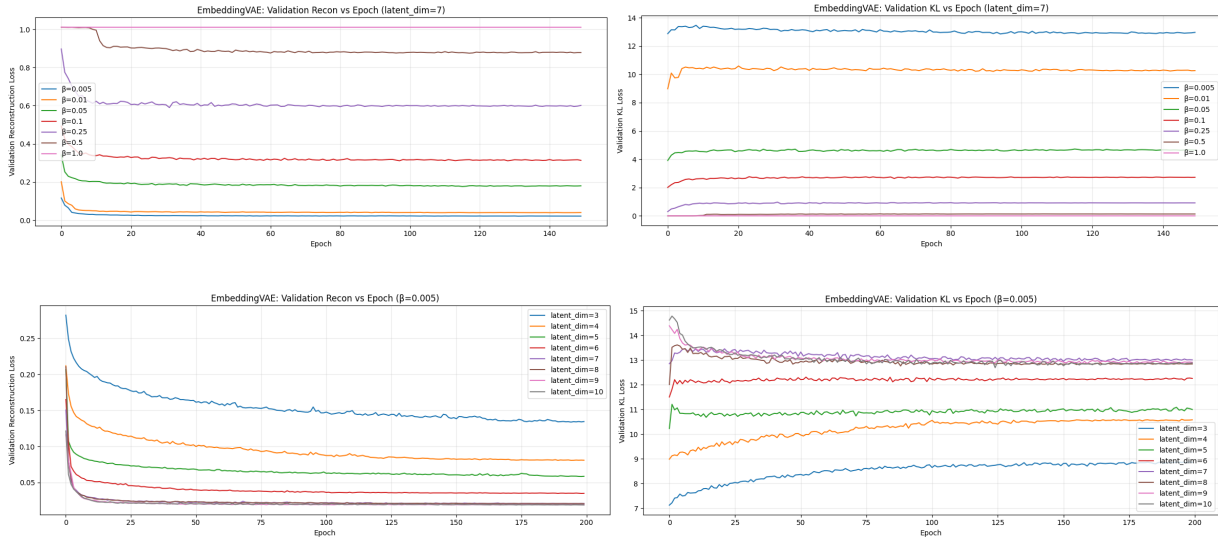 EmbeddingVAE: Validation Recon vs Epoch (latent_dim=7)
Validation Reconstruction Loss
1.0
0.8
0.6
0.4
0.2
0.0
β=0.005
β=0.01
β=0.05
β=0.1
β=0.25
β=0.5
β=1.0
0 20 40 60 80 100 120 140
Epoch
EmbeddingVAE: Validation KL vs Epoch (latent_dim=7)
Validation KL Loss
14
12
10
8
6
4
2
0
β=0.005
β=0.01
β=0.05
β=0.1
β=0.25
β=0.5
β=1.0
0 20 40 60 80 100 120 140
Epoch
EmbeddingVAE: Validation Recon vs Epoch (β=0.005)
Validation Reconstruction Loss
0.25
0.20
0.15
0.10
0.05
latent_dim=3
latent_dim=4
latent_dim=5
latent_dim=6
latent_dim=7
latent_dim=8
latent_dim=9
latent_dim=10
0 25 50 75 100 125 150 175 200
Epoch
EmbeddingVAE: Validation KL vs Epoch (β=0.005)
Validation KL Loss
15
14
13
12
11
10
9
8
7
latent_dim=3
latent_dim=4
latent_dim=5
latent_dim=6
latent_dim=7
latent_dim=8
latent_dim=9
latent_dim=10
0 25 50 75 100 125 150 175 200
Epoch